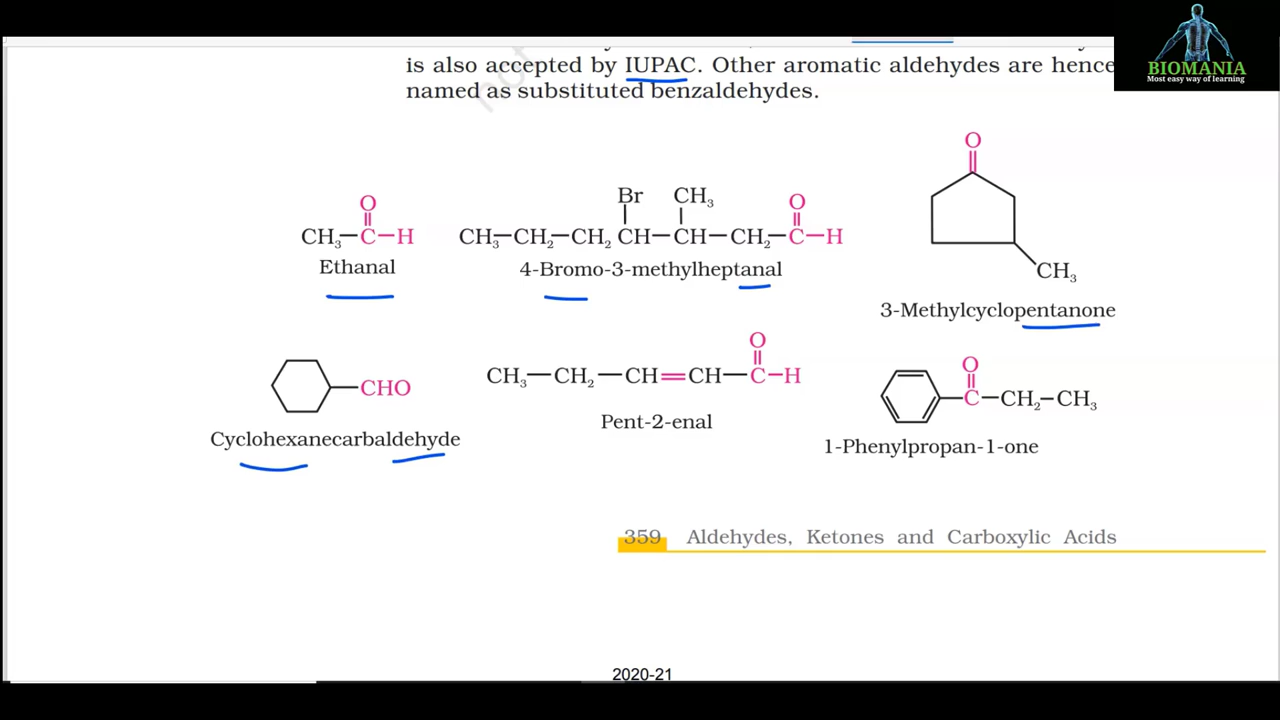 BIOMANIA
Most easy way of learning
is also accepted by IUPAC. Other aromatic aldehydes are hence
named as substituted benzaldehydes.
O
CH₃—C—H
Ethanal
Br CH₃ O
CH₃—CH₂—CH₂ CH—CH—CH₂—C—H
4-Bromo-3-methylheptanal
O
CH₃
3-Methylcyclopentanone
CHO
Cyclohexanecarbaldehyde
O
CH₃—CH₂—CH=CH—C—H
Pent-2-enal
O
C—CH₂—CH₃
1-Phenylpropan-1-one
359 Aldehydes, Ketones and Carboxylic Acids
2020-21